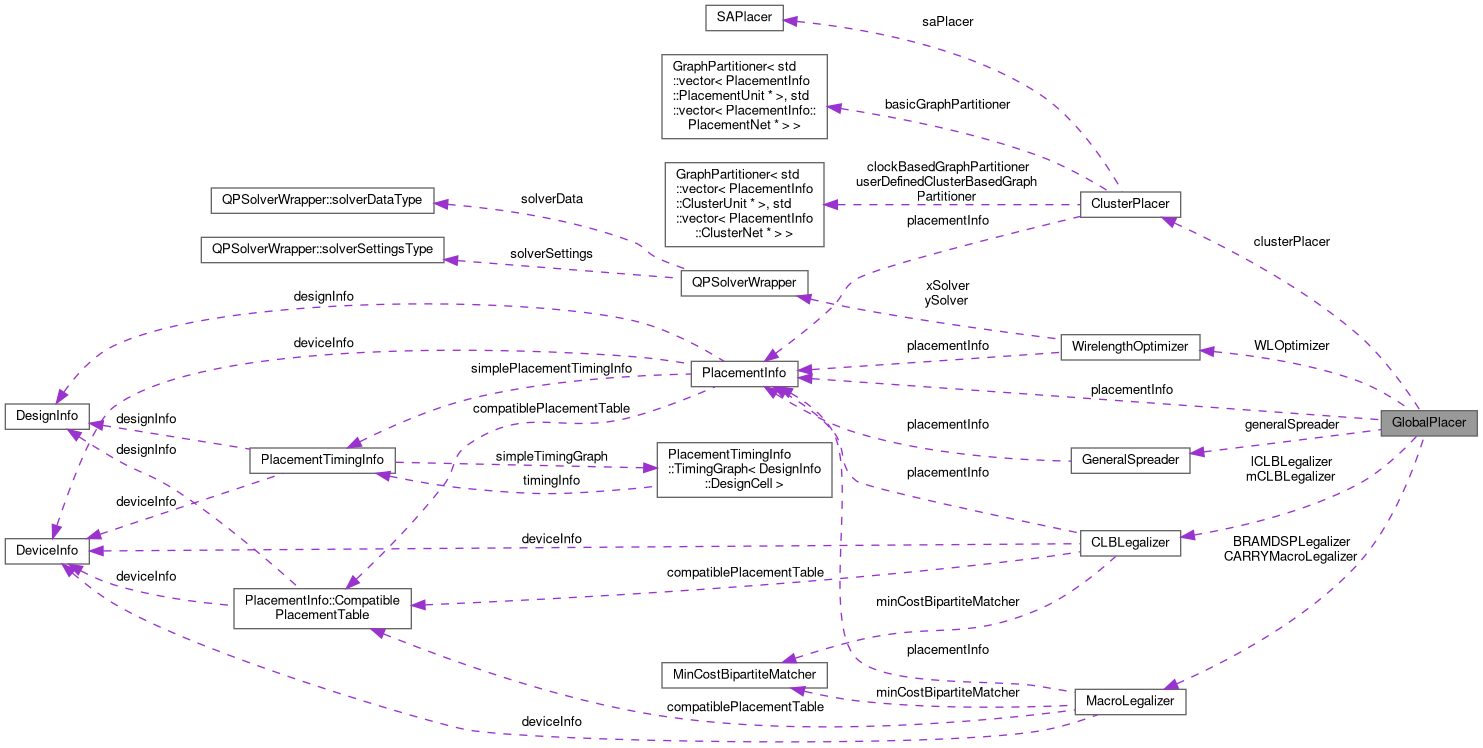 SAPlacer
saPlacer
GraphPartitioner< std
::vector< PlacementInfo
::PlacementUnit * >, std
::vector< PlacementInfo::
PlacementNet * > >
basicGraphPartitioner
GraphPartitioner< std
::vector< PlacementInfo
::ClusterUnit * >, std
::vector< PlacementInfo
::ClusterNet * > >
clockBasedGraphPartitioner
userDefinedClusterBasedGraph
Partitioner
placementInfo
ClusterPlacer
clusterPlacer
QPSolverWrapper::solverDataType
solverData
QPSolverWrapper::solverSettingsType
solverSettings
QPSolverWrapper
xSolver
ySolver
WirelengthOptimizer
WLOptimizer
designInfo
deviceInfo
simplePlacementTimingInfo
PlacementInfo
placementInfo
placementInfo
compatiblePlacementTable
DesignInfo
designInfo
designInfo
PlacementTimingInfo
simpleTimingGraph
timingInfo
PlacementTimingInfo
::TimingGraph< DesignInfo
::DesignCell >
placementInfo
GeneralSpreader
generalSpreader
GlobalPlacer
placementInfo
lCLBLegalizer
mCLBLegalizer
deviceInfo
DeviceInfo
deviceInfo
CLBLegalizer
BRAMDSPLegalizer
CARRYMacroLegalizer
deviceInfo
compatiblePlacementTable
PlacementInfo::Compatible
PlacementTable
minCostBipartiteMatcher
placementInfo
MinCostBipartiteMatcher
minCostBipartiteMatcher
MacroLegalizer
compatiblePlacementTable
deviceInfo